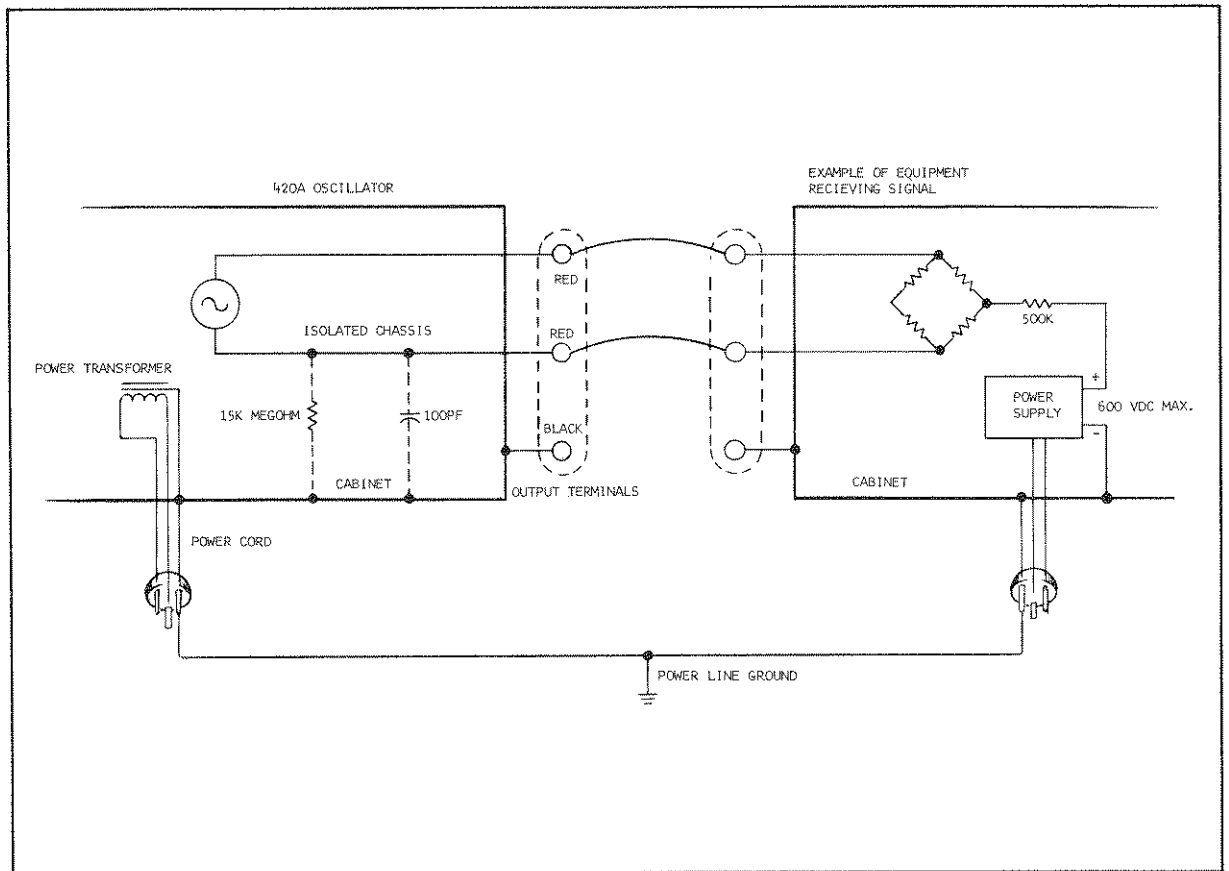 420A OSCILLATOR
EXAMPLE OF EQUIPMENT
RECIEVING SIGNAL
RED
ISOLATED CHASSIS
RED
500K
POWER TRANSFORMER
15K MEGOHM
100PF
BLACK
POWER
SUPPLY
+
600 VDC MAX.
-
CABINET
OUTPUT TERMINALS
CABINET
POWER CORD
POWER LINE GROUND